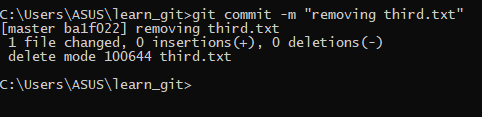 C:\Users\ASUS\learn_git>git commit -m "removing third.txt"
[master ba1f022] removing third.txt
 1 file changed, 0 insertions(+), 0 deletions(-)
 delete mode 100644 third.txt
C:\Users\ASUS\learn_git>